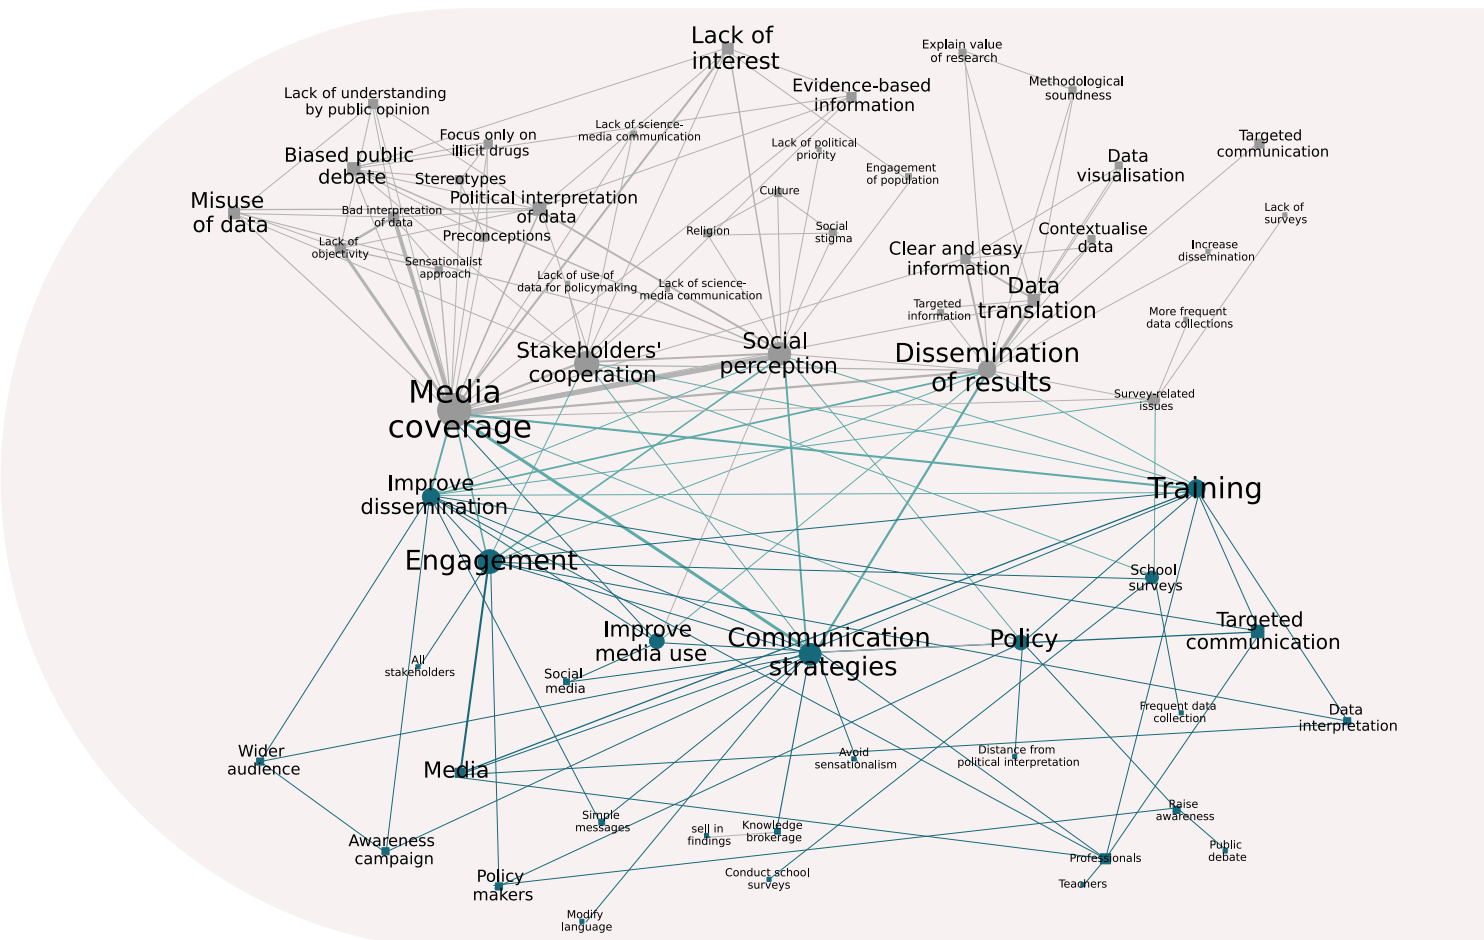 Lack of
interest
Explain value
of research
Methodological
soundness
Lack of understanding
by public opinion
Evidence-based
information
Focus only on
illicit drugs
Lack of science-
media communication
Lack of political
priority
Targeted
communication
Biased public
debate
Stereotypes
Engagement
of population
Data
visualisation
Misuse
of data
Bad interpretation
of data
Political interpretation
of data
Culture
Lack of
surveys
Lack of
objectivity
Preconceptions
Religion
Social
stigma
Contextualise
data
Clear and easy
information
Increase
dissemination
Sensationalist
approach
Lack of use of
data for policymaking
Lack of science-
media communication
Data
translation
Targeted
information
More frequent
data collections
Stakeholders'
cooperation
Social
perception
Dissemination
of results
Media
coverage
Survey-related
issues
Improve
dissemination
Training
Engagement
School
surveys
Improve
media use
Communication
strategies
Policy
Targeted
communication
All
stakeholders
Social
media
Frequent data
collection
Data
interpretation
Wider
audience
Media
Avoid
sensationalism
Distance from
political interpretation
Simple
messages
sell in
findings
Knowledge
brokerage
Raise
awareness
Awareness
campaign
Public
debate
Professionals
Policy
makers
Conduct school
surveys
Teachers
Modify
language